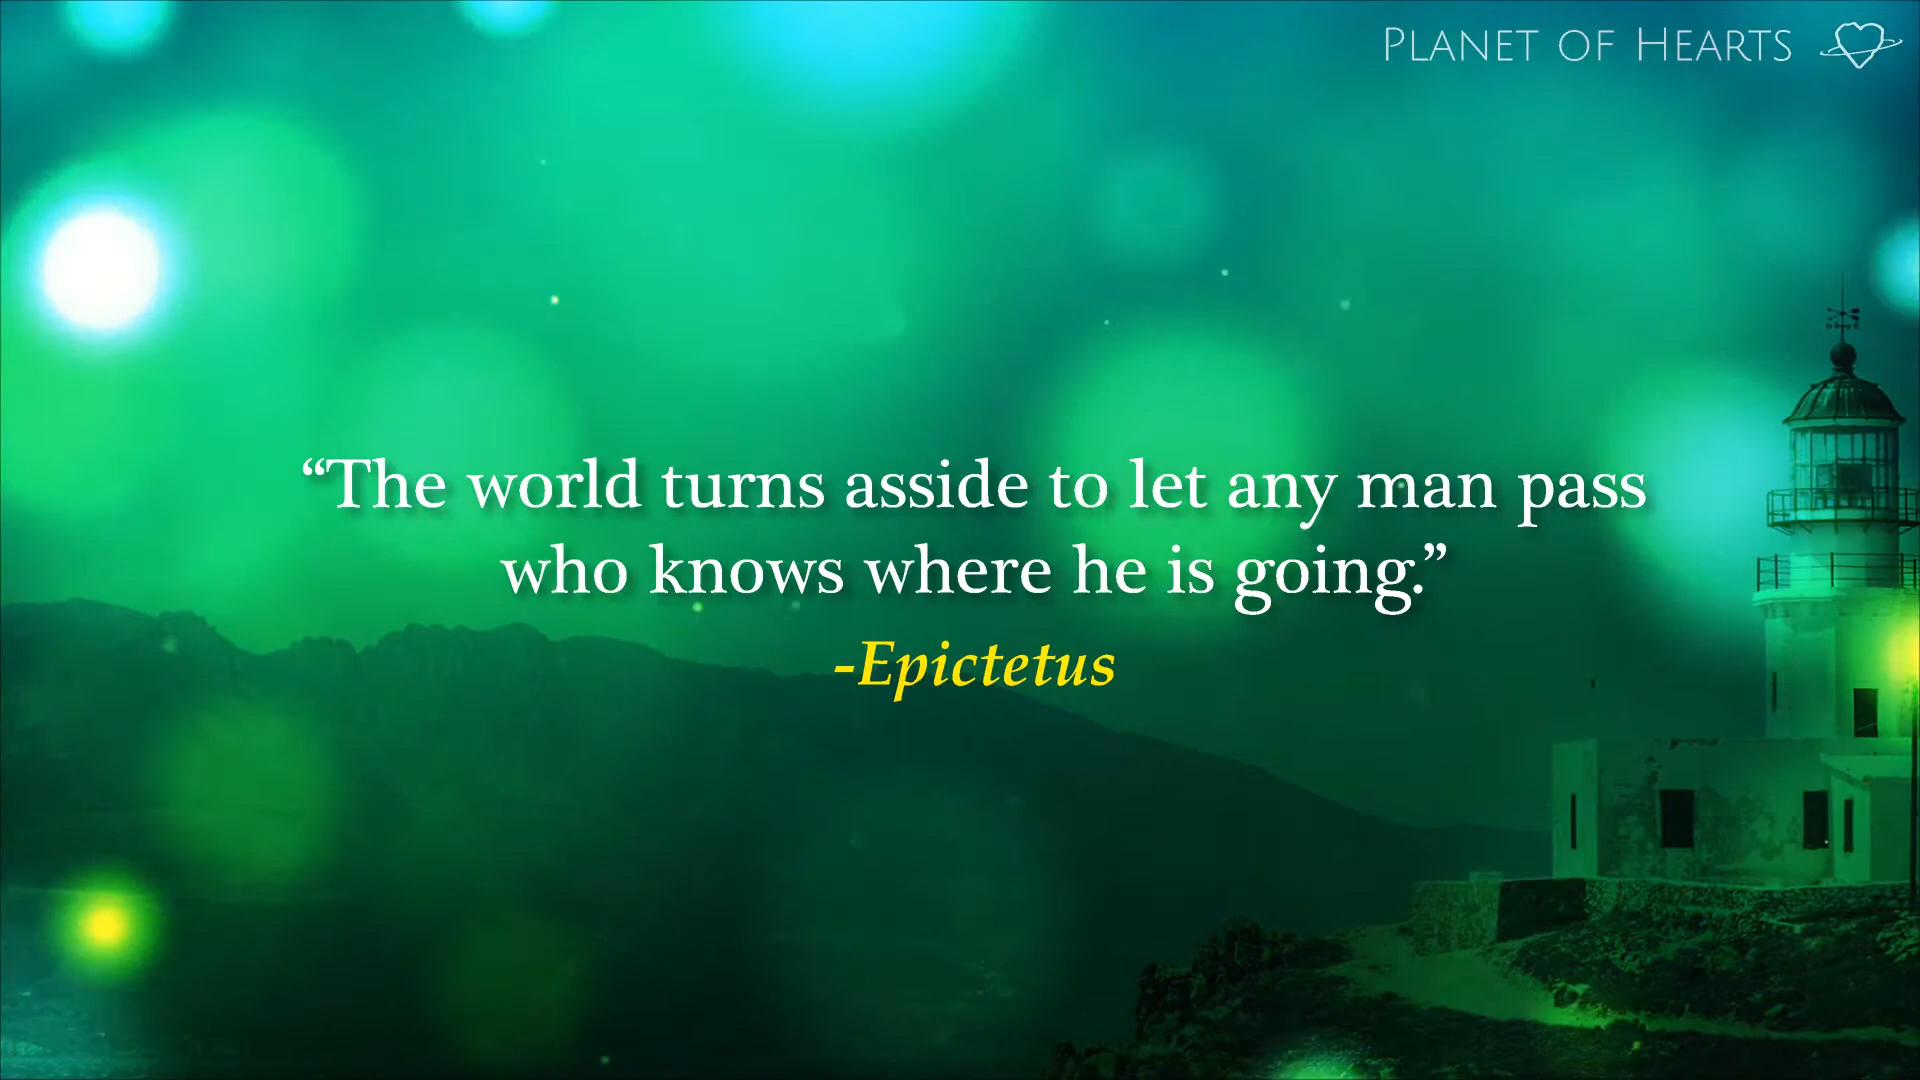 PLANET OF HEARTS
“The world turns asside to let any man pass
who knows where he is going.”
-Epictetus